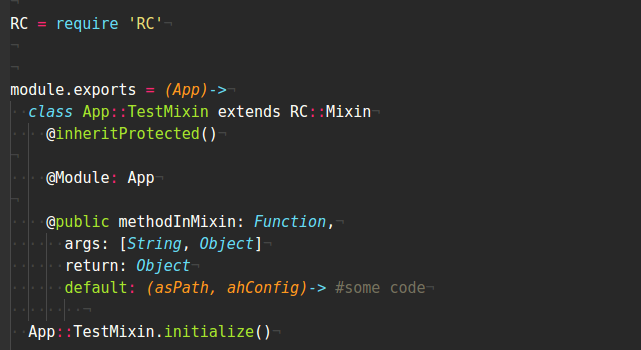 RC = require 'RC'
module.exports = (App)->
class App::TestMixin extends RC::Mixin
@inheritProtected()
@Module: App
@public methodInMixin: Function,
args: [String, Object]
return: Object
default: (asPath, ahConfig)-> #some code
App::TestMixin.initialize()